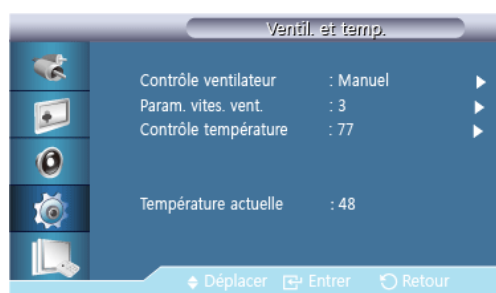 Ventil. et temp.
Contrôle ventilateur : Manuel
Param. vites. vent. : 3
Contrôle température : 77
Température actuelle : 48
Déplacer Entrer Retour